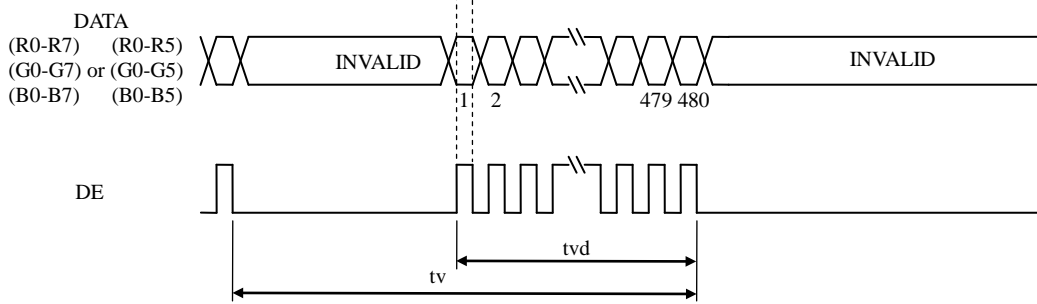 DATA
(R0-R7) (R0-R5)
(G0-G7) or (G0-G5)
(B0-B7) (B0-B5)
INVALID
INVALID
1 2 479 480
DE
tvd
tv